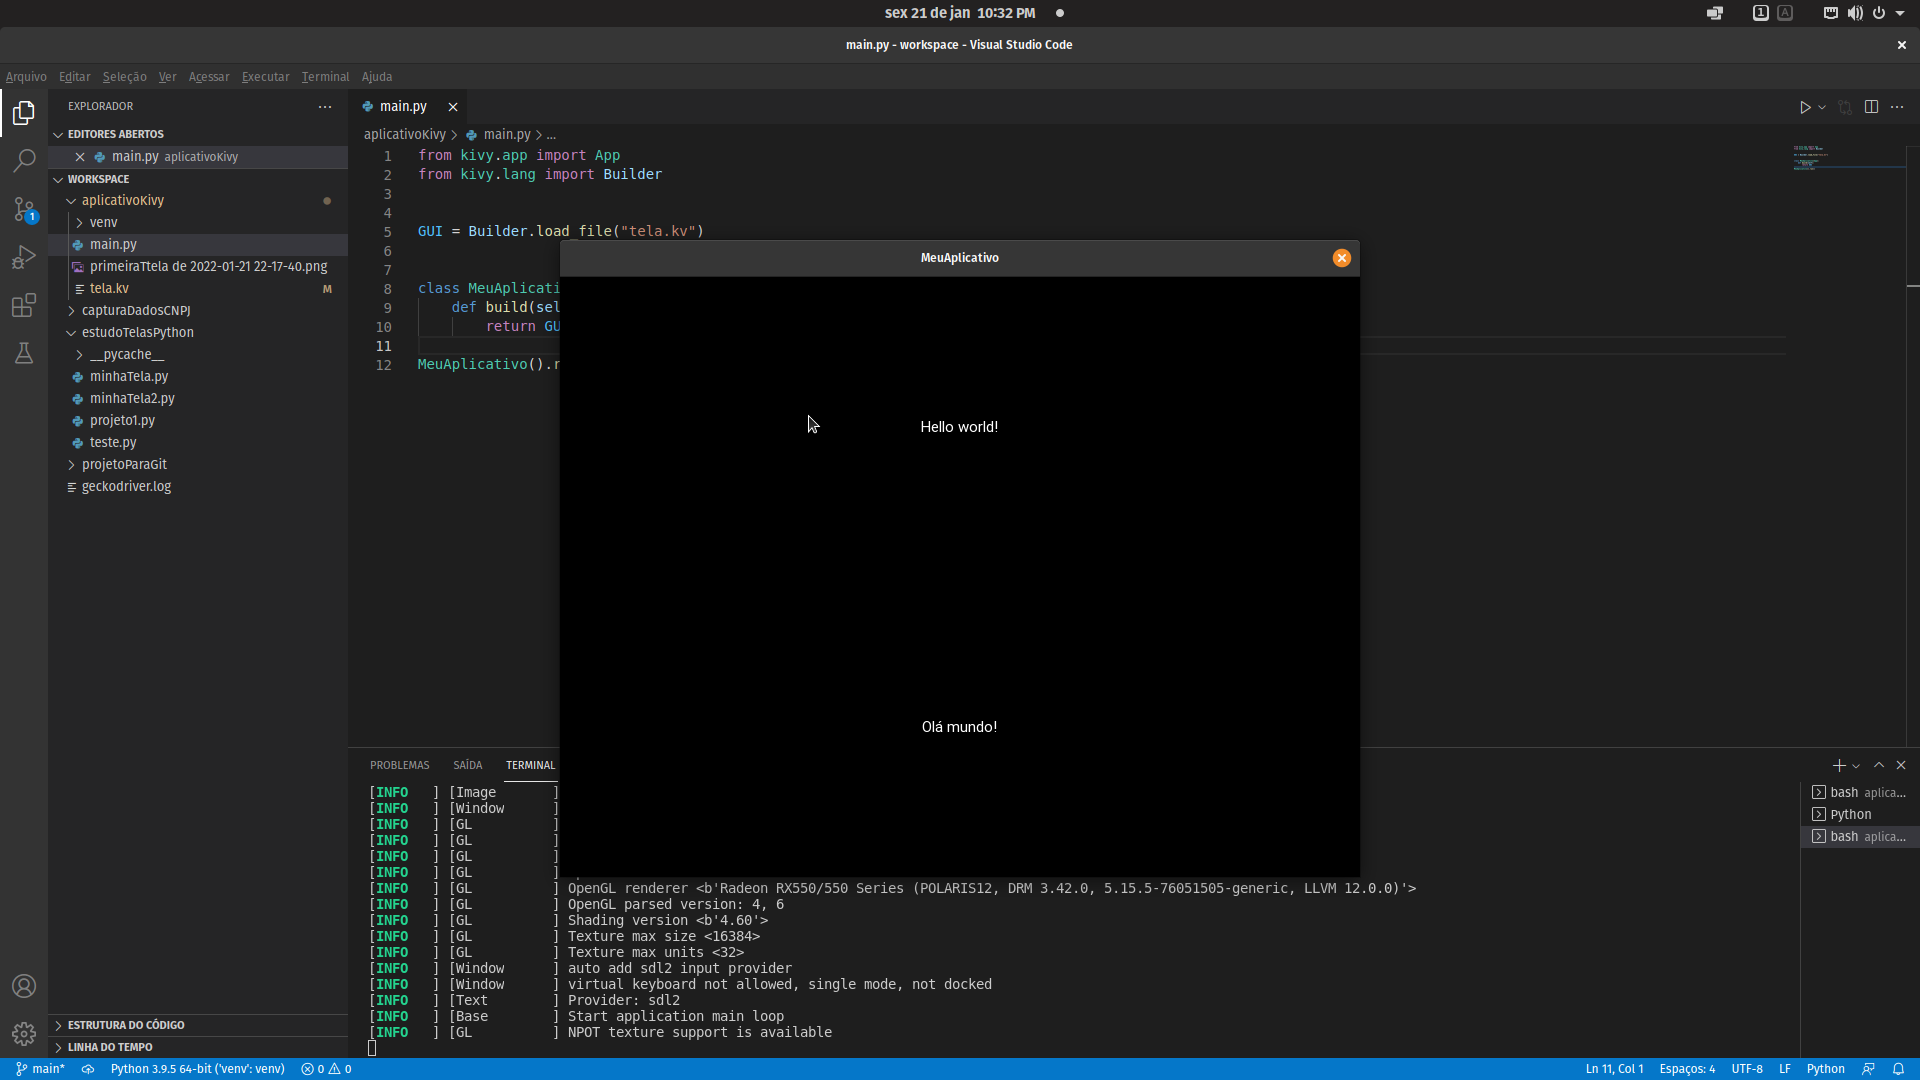 sex 21 de jan 10:32 PM
1 A
main.py - workspace - Visual Studio Code
Arquivo Editar Seleção Ver Acessar Executar Terminal Ajuda
EXPLORADOR
EDITORES ABERTOS
main.py aplicativoKivy
WORKSPACE
aplicativoKivy
venv
main.py
primeiraTtela de 2022-01-21 22-17-40.png
tela.kv M
capturaDadosCNPJ
estudoTelasPython
__pycache__
minhaTela.py
minhaTela2.py
projeto1.py
teste.py
projetoParaGit
geckodriver.log
ESTRUTURA DO CÓDIGO
LINHA DO TEMPO
1
main.py
aplicativoKivy > main.py > ...
1 from kivy.app import App
2 from kivy.lang import Builder
3
4
5 GUI = Builder.load_file("tela.kv")
6
7
8 class MeuAplicati
9 def build(sel
10 return GU
11
12 MeuAplicativo().r
MeuAplicativo
Hello world!
Olá mundo!
PROBLEMAS SAÍDA TERMINAL
[INFO ] [Image ]
[INFO ] [Window ]
[INFO ] [GL ]
[INFO ] [GL ]
[INFO ] [GL ]
[INFO ] [GL ]
[INFO ] [GL ] OpenGL renderer <b'Radeon RX550/550 Series (POLARIS12, DRM 3.42.0, 5.15.5-76051505-generic, LLVM 12.0.0)'>
[INFO ] [GL ] OpenGL parsed version: 4, 6
[INFO ] [GL ] Shading version <b'4.60'>
[INFO ] [GL ] Texture max size <16384>
[INFO ] [GL ] Texture max units <32>
[INFO ] [Window ] auto add sdl2 input provider
[INFO ] [Window ] virtual keyboard not allowed, single mode, not docked
[INFO ] [Text ] Provider: sdl2
[INFO ] [Base ] Start application main loop
[INFO ] [GL ] NPOT texture support is available
bash aplica...
Python
bash aplica...
main* Python 3.9.5 64-bit ('venv': venv) 0 0 Ln 11, Col 1 Espaços: 4 UTF-8 LF Python